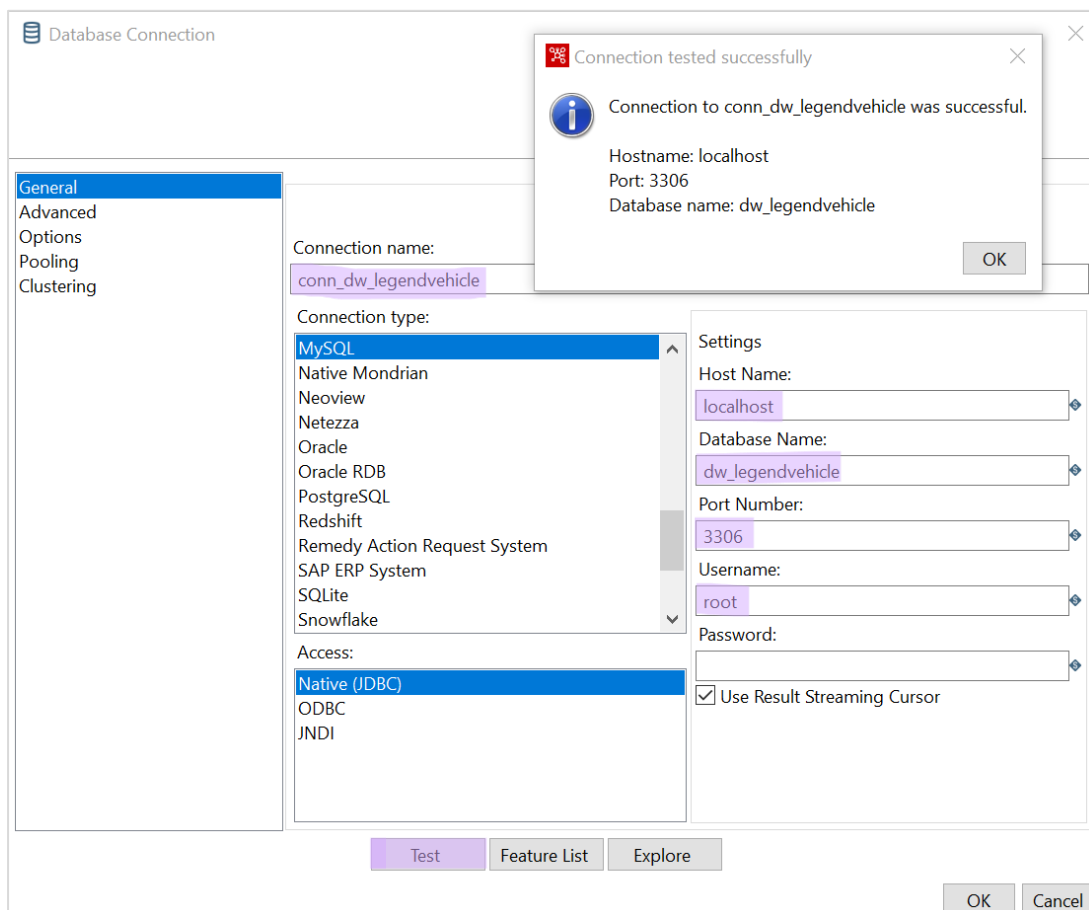 Database Connection
Connection tested successfully
Connection to conn_dw_legendvehicle was successful.
Hostname: localhost
Port: 3306
Database name: dw_legendvehicle
OK
General
Advanced
Options
Pooling
Clustering
Connection name:
conn_dw_legendvehicle
Connection type:
MySQL
Native Mondrian
Neoview
Netezza
Oracle
Oracle RDB
PostgreSQL
Redshift
Remedy Action Request System
SAP ERP System
SQLite
Snowflake
Access:
Native (JDBC)
ODBC
JNDI
Settings
Host Name:
localhost
Database Name:
dw_legendvehicle
Port Number:
3306
Username:
root
Password:
Use Result Streaming Cursor
Test
Feature List
Explore
OK
Cancel